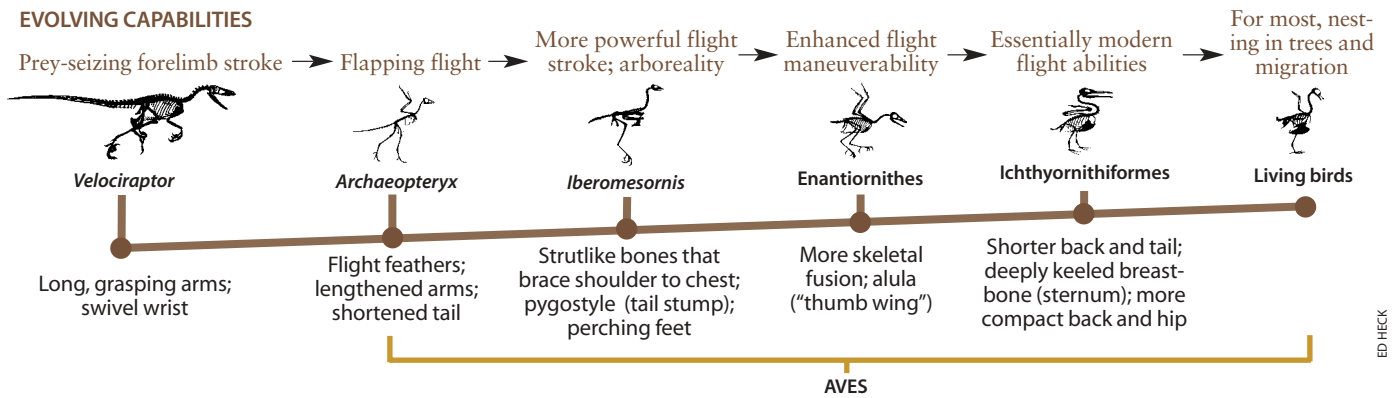 EVOLVING CAPABILITIES
Prey-seizing forelimb stroke
Flapping flight
More powerful flight
stroke; arboreality
Enhanced flight
maneuverability
Essentially modern
flight abilities
For most, nest-
ing in trees and
migration
Velociraptor
Archaeopteryx
Iberomesornis
Enantiornithes
Ichthyornithiformes
Living birds
Long, grasping arms;
swivel wrist
Flight feathers;
lengthened arms;
shortened tail
Strutlike bones that
brace shoulder to chest;
pygostyle (tail stump);
perching feet
More skeletal
fusion; alula
(“thumb wing”)
Shorter back and tail;
deeply keeled breast-
bone (sternum); more
compact back and hip
AVES
ED HECK